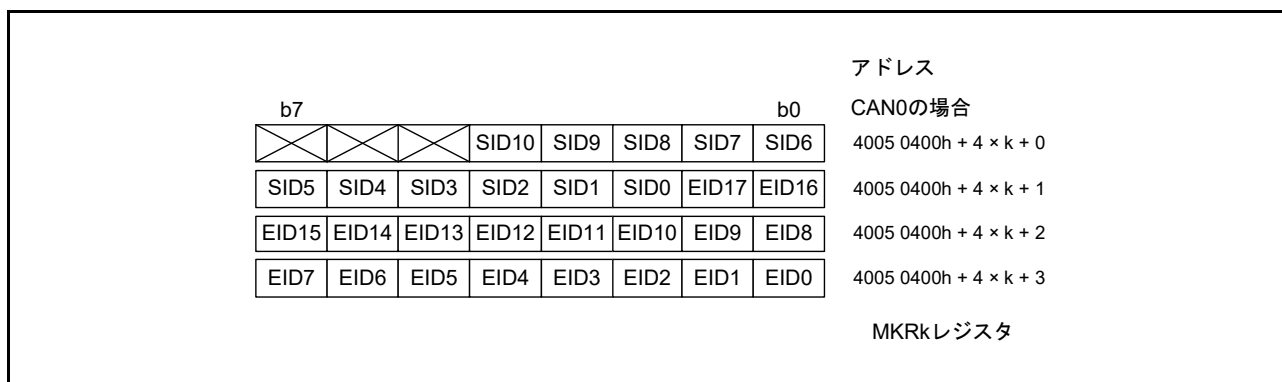 アドレス
b7 b0 CAN0の場合
SID10 SID9 SID8 SID7 SID6 4005 0400h + 4 × k + 0
SID5 SID4 SID3 SID2 SID1 SID0 EID17 EID16 4005 0400h + 4 × k + 1
EID15 EID14 EID13 EID12 EID11 EID10 EID9 EID8 4005 0400h + 4 × k + 2
EID7 EID6 EID5 EID4 EID3 EID2 EID1 EID0 4005 0400h + 4 × k + 3
MKRkレジスタ